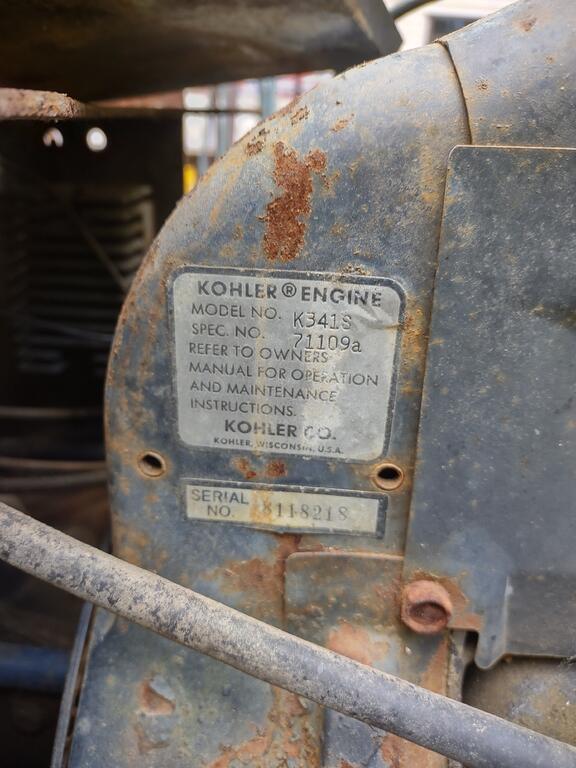 KOHLER® ENGINE
MODEL NO. K341S
SPEC. NO. 71109a
REFER TO OWNERS
MANUAL FOR OPERATION
AND MAINTENANCE
INSTRUCTIONS.
KOHLER CO.
KOHLER, WISCONSIN, U.S.A.
SERIAL
NO. 8118218